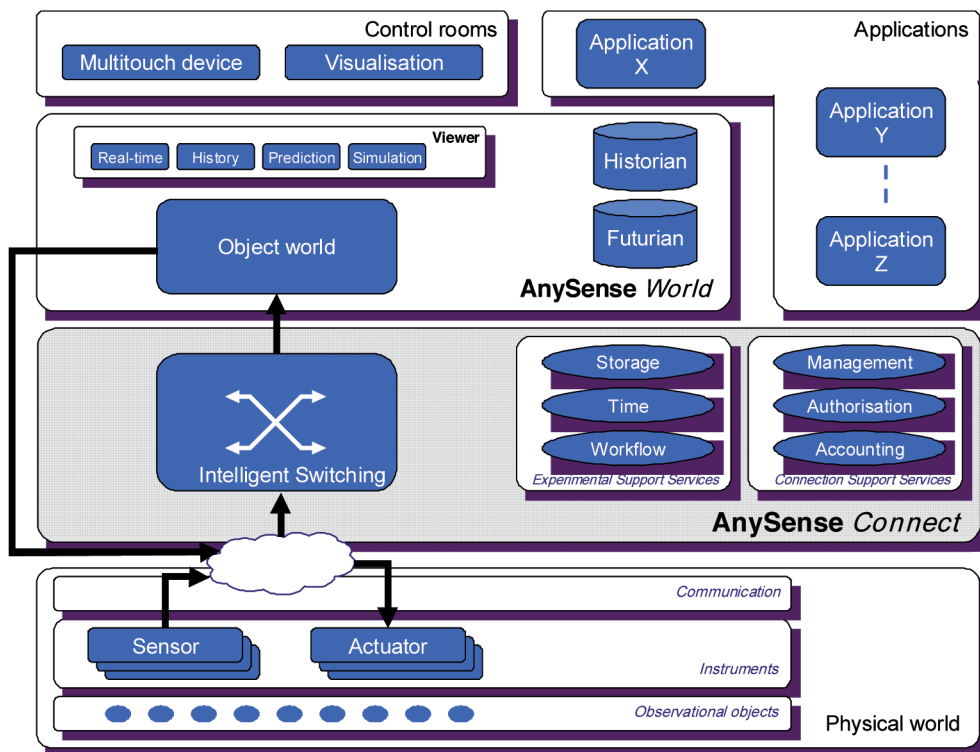 Control rooms
Multitouch device
Visualisation
Applications
Application
X
Application
Y
Application
Z
Viewer
Real-time
History
Prediction
Simulation
Historian
Futurian
Object world
AnySense World
Intelligent Switching
Storage
Time
Workflow
Experimental Support Services
Management
Authorisation
Accounting
Connection Support Services
AnySense Connect
Communication
Sensor
Actuator
Instruments
Observational objects
Physical world